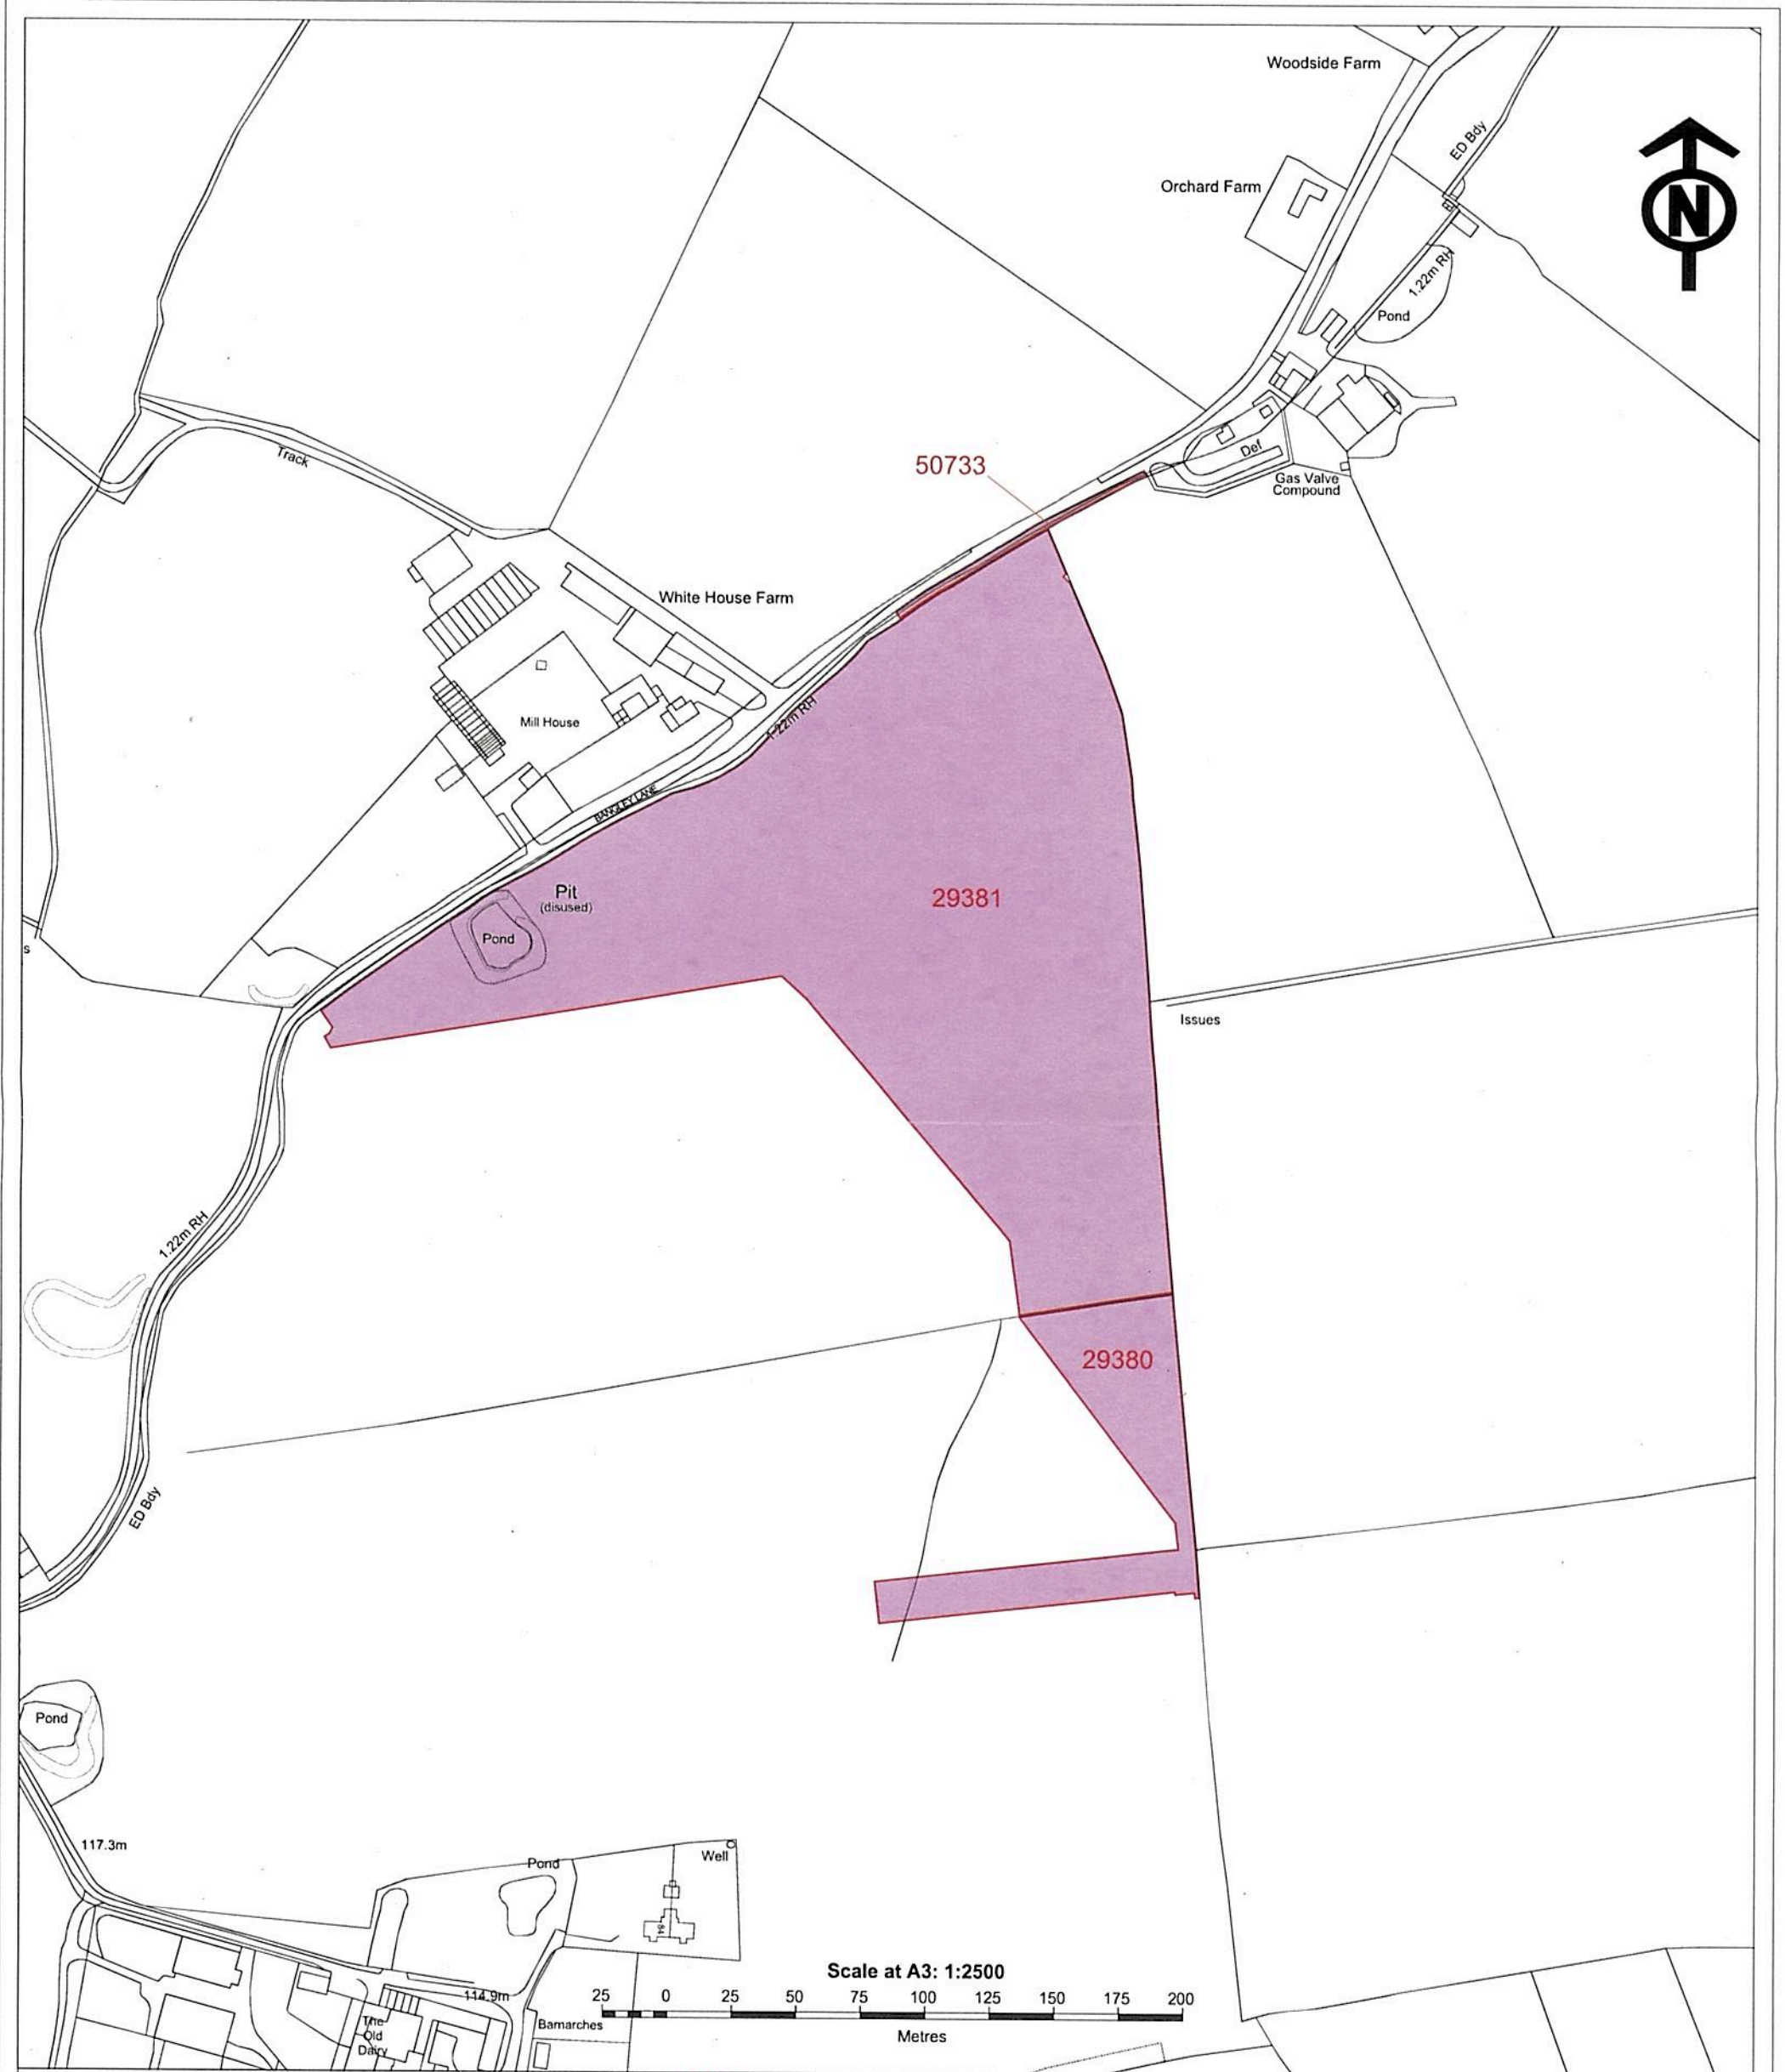 Woodside Farm
ED Bdy
N
Orchard Farm
1.22m RH
Pond
Track
50733
Def
Gas Valve
Compound
White House Farm
1.22m RH
Mill House
BANGLEY LANE
Pit
(disused)
Pond
29381
s
Issues
1.22m RH
29380
ED Bdy
Pond
117.3m
Pond
Well
84
Scale at A3: 1:2500
114.9m
25 0 25 50 75 100 125 150 175 200
The
Old
Dairy
Bamarches
Metres